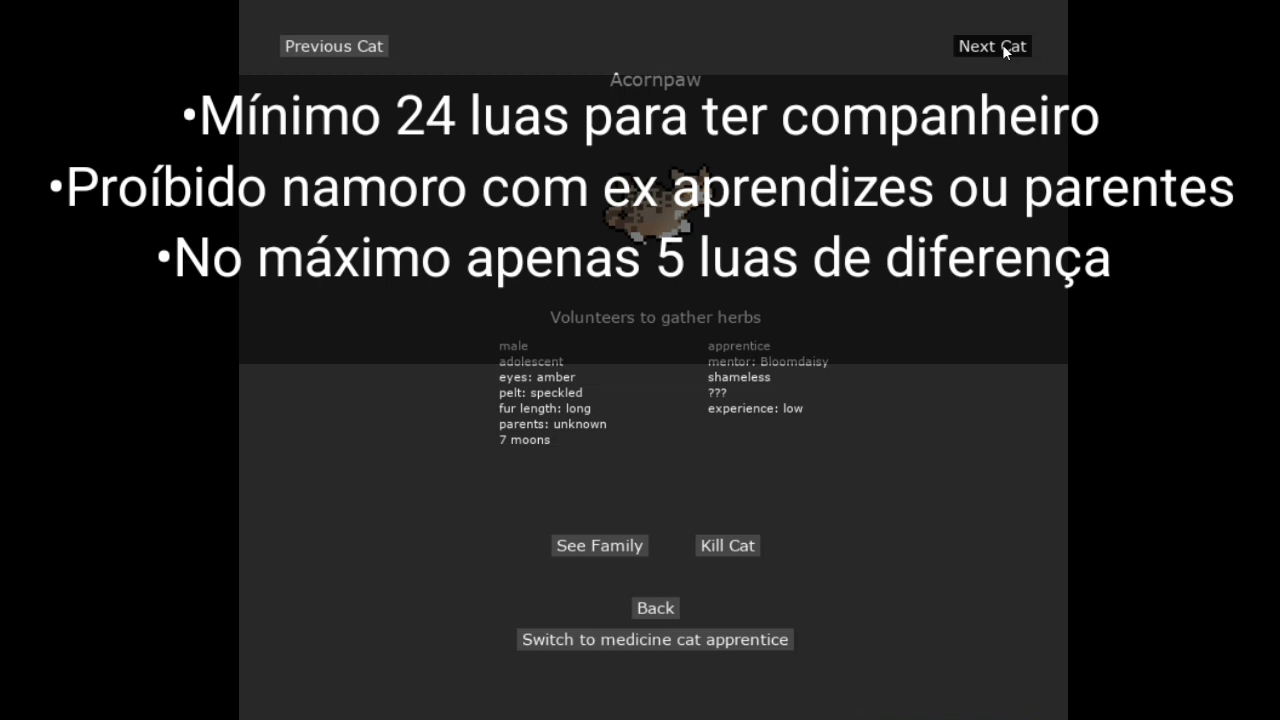 Previous Cat
Next Cat
Acornpaw
•Mínimo 24 luas para ter companheiro
•Proíbido namoro com ex aprendizes ou parentes
•No máximo apenas 5 luas de diferença
Volunteers to gather herbs
male
adolescent
eyes: amber
pelt: speckled
fur length: long
parents: unknown
7 moons
apprentice
mentor: Bloomdaisy
shameless
???
experience: low
See Family
Kill Cat
Back
Switch to medicine cat apprentice